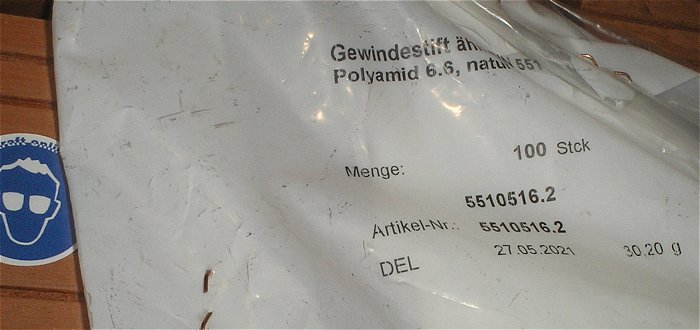 Gewindestift
Polyamid 6.6, natur 551
100 Stck
Menge:
5510516.2
Artikel-Nr.: 5510516.2
27.05.2021 30,20 g
DEL